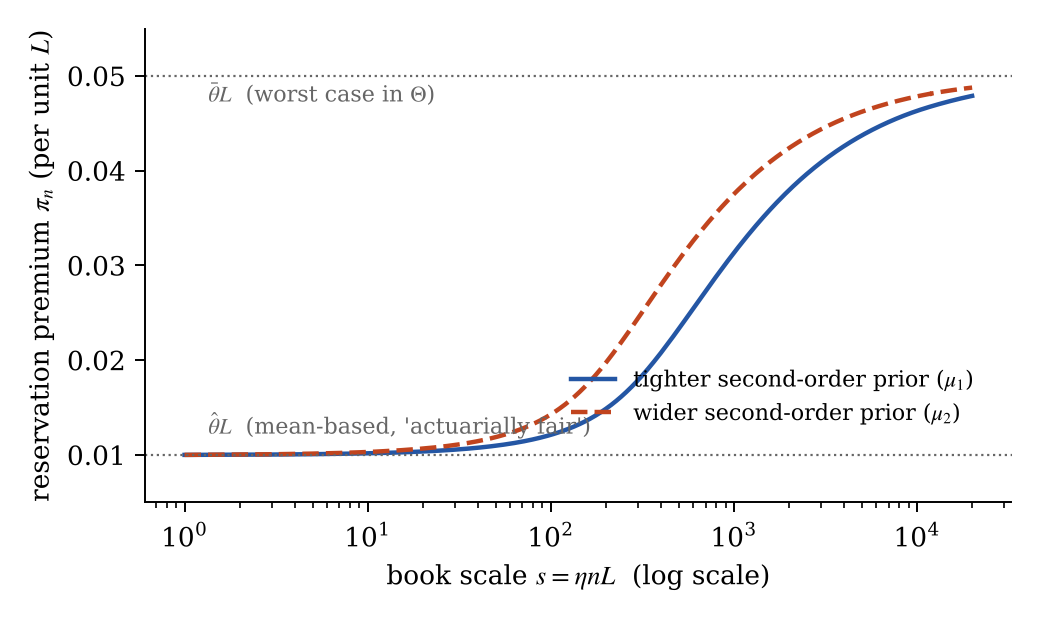 0.05
θ̄L (worst case in Θ)
0.04
0.03
0.02
tighter second-order prior (μ₁)
wider second-order prior (μ₂)
θ̂L (mean-based, 'actuarially fair')
0.01
reservation premium πₙ (per unit L)
10⁰ 10¹ 10² 10³ 10⁴
book scale s = ηnL (log scale)